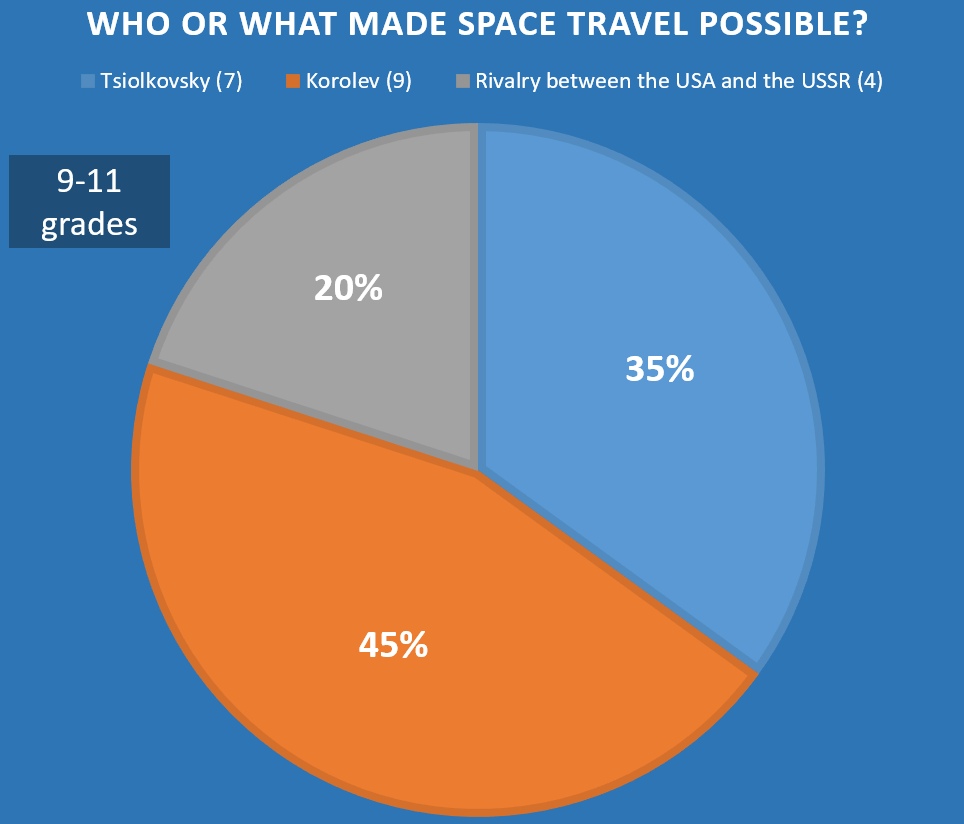 WHO OR WHAT MADE SPACE TRAVEL POSSIBLE?
Tsiolkovsky (7) Korolev (9) Rivalry between the USA and the USSR (4)
9-11
grades
20%
35%
45%